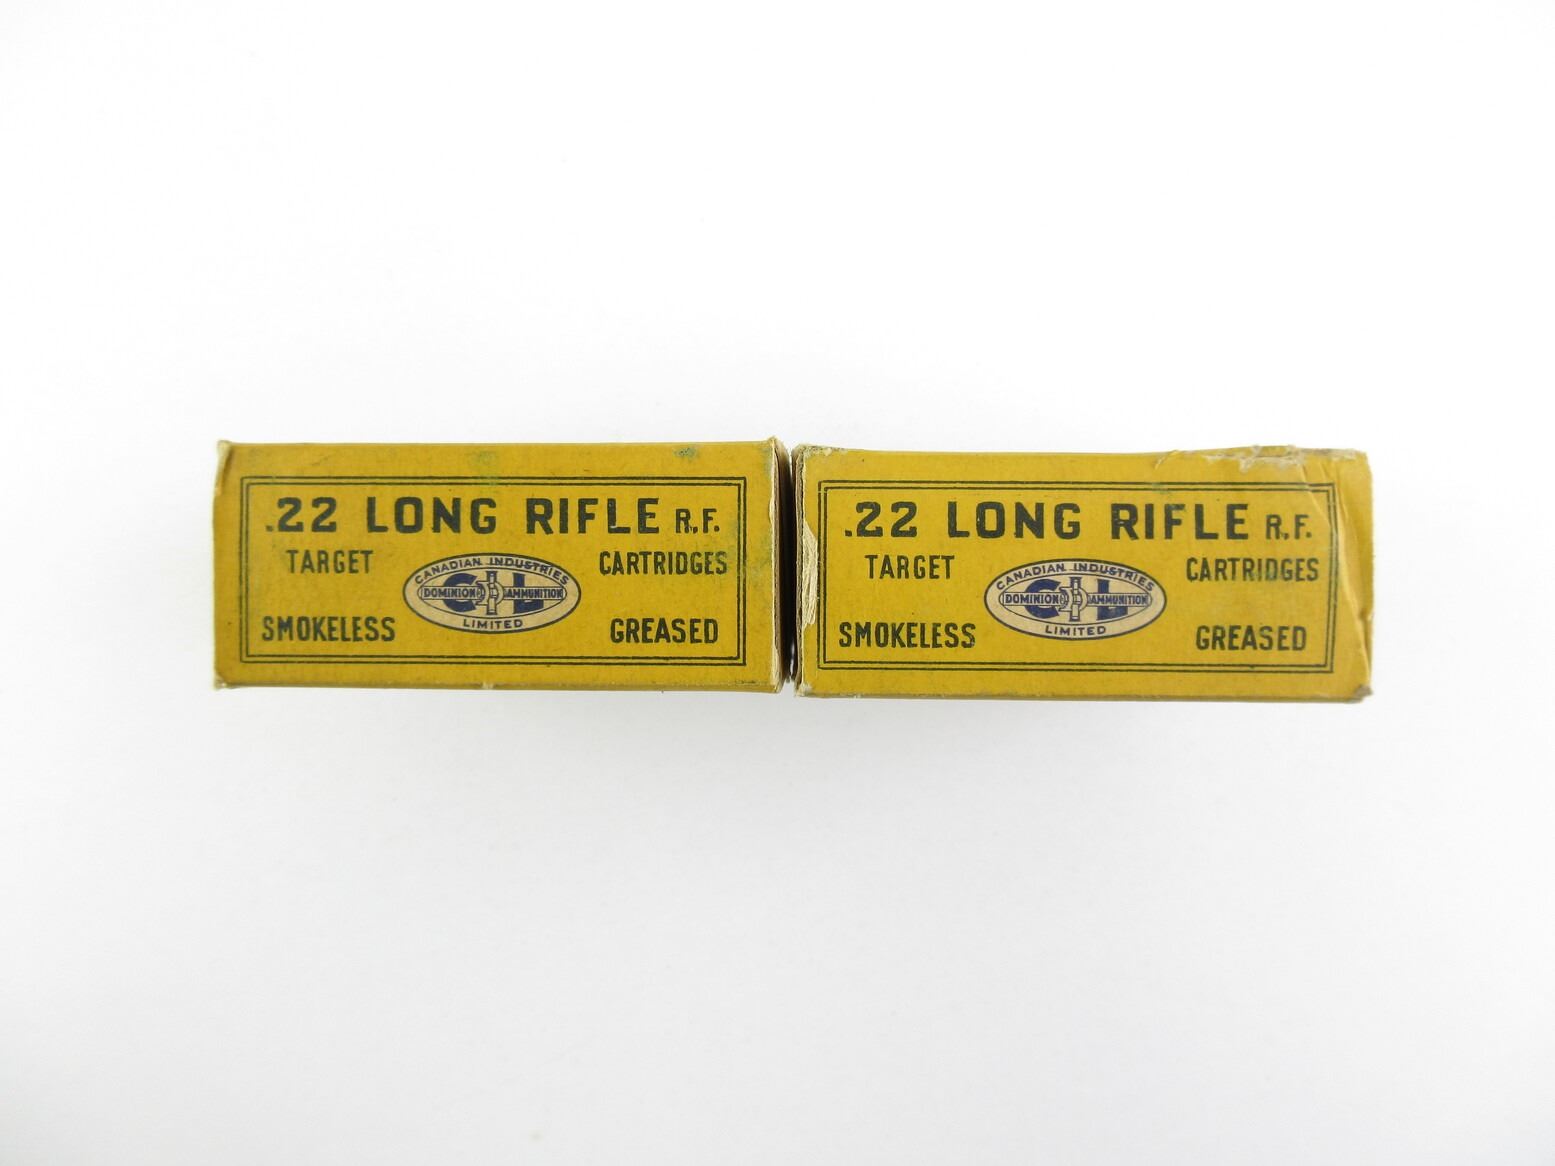 .22 LONG RIFLE R.F.
TARGET CARTRIDGES
CANADIAN INDUSTRIES
CIL
DOMINION AMMUNITION
LIMITED
SMOKELESS GREASED
.22 LONG RIFLE R.F.
TARGET CARTRIDGES
CANADIAN INDUSTRIES
CIL
DOMINION AMMUNITION
LIMITED
SMOKELESS GREASED